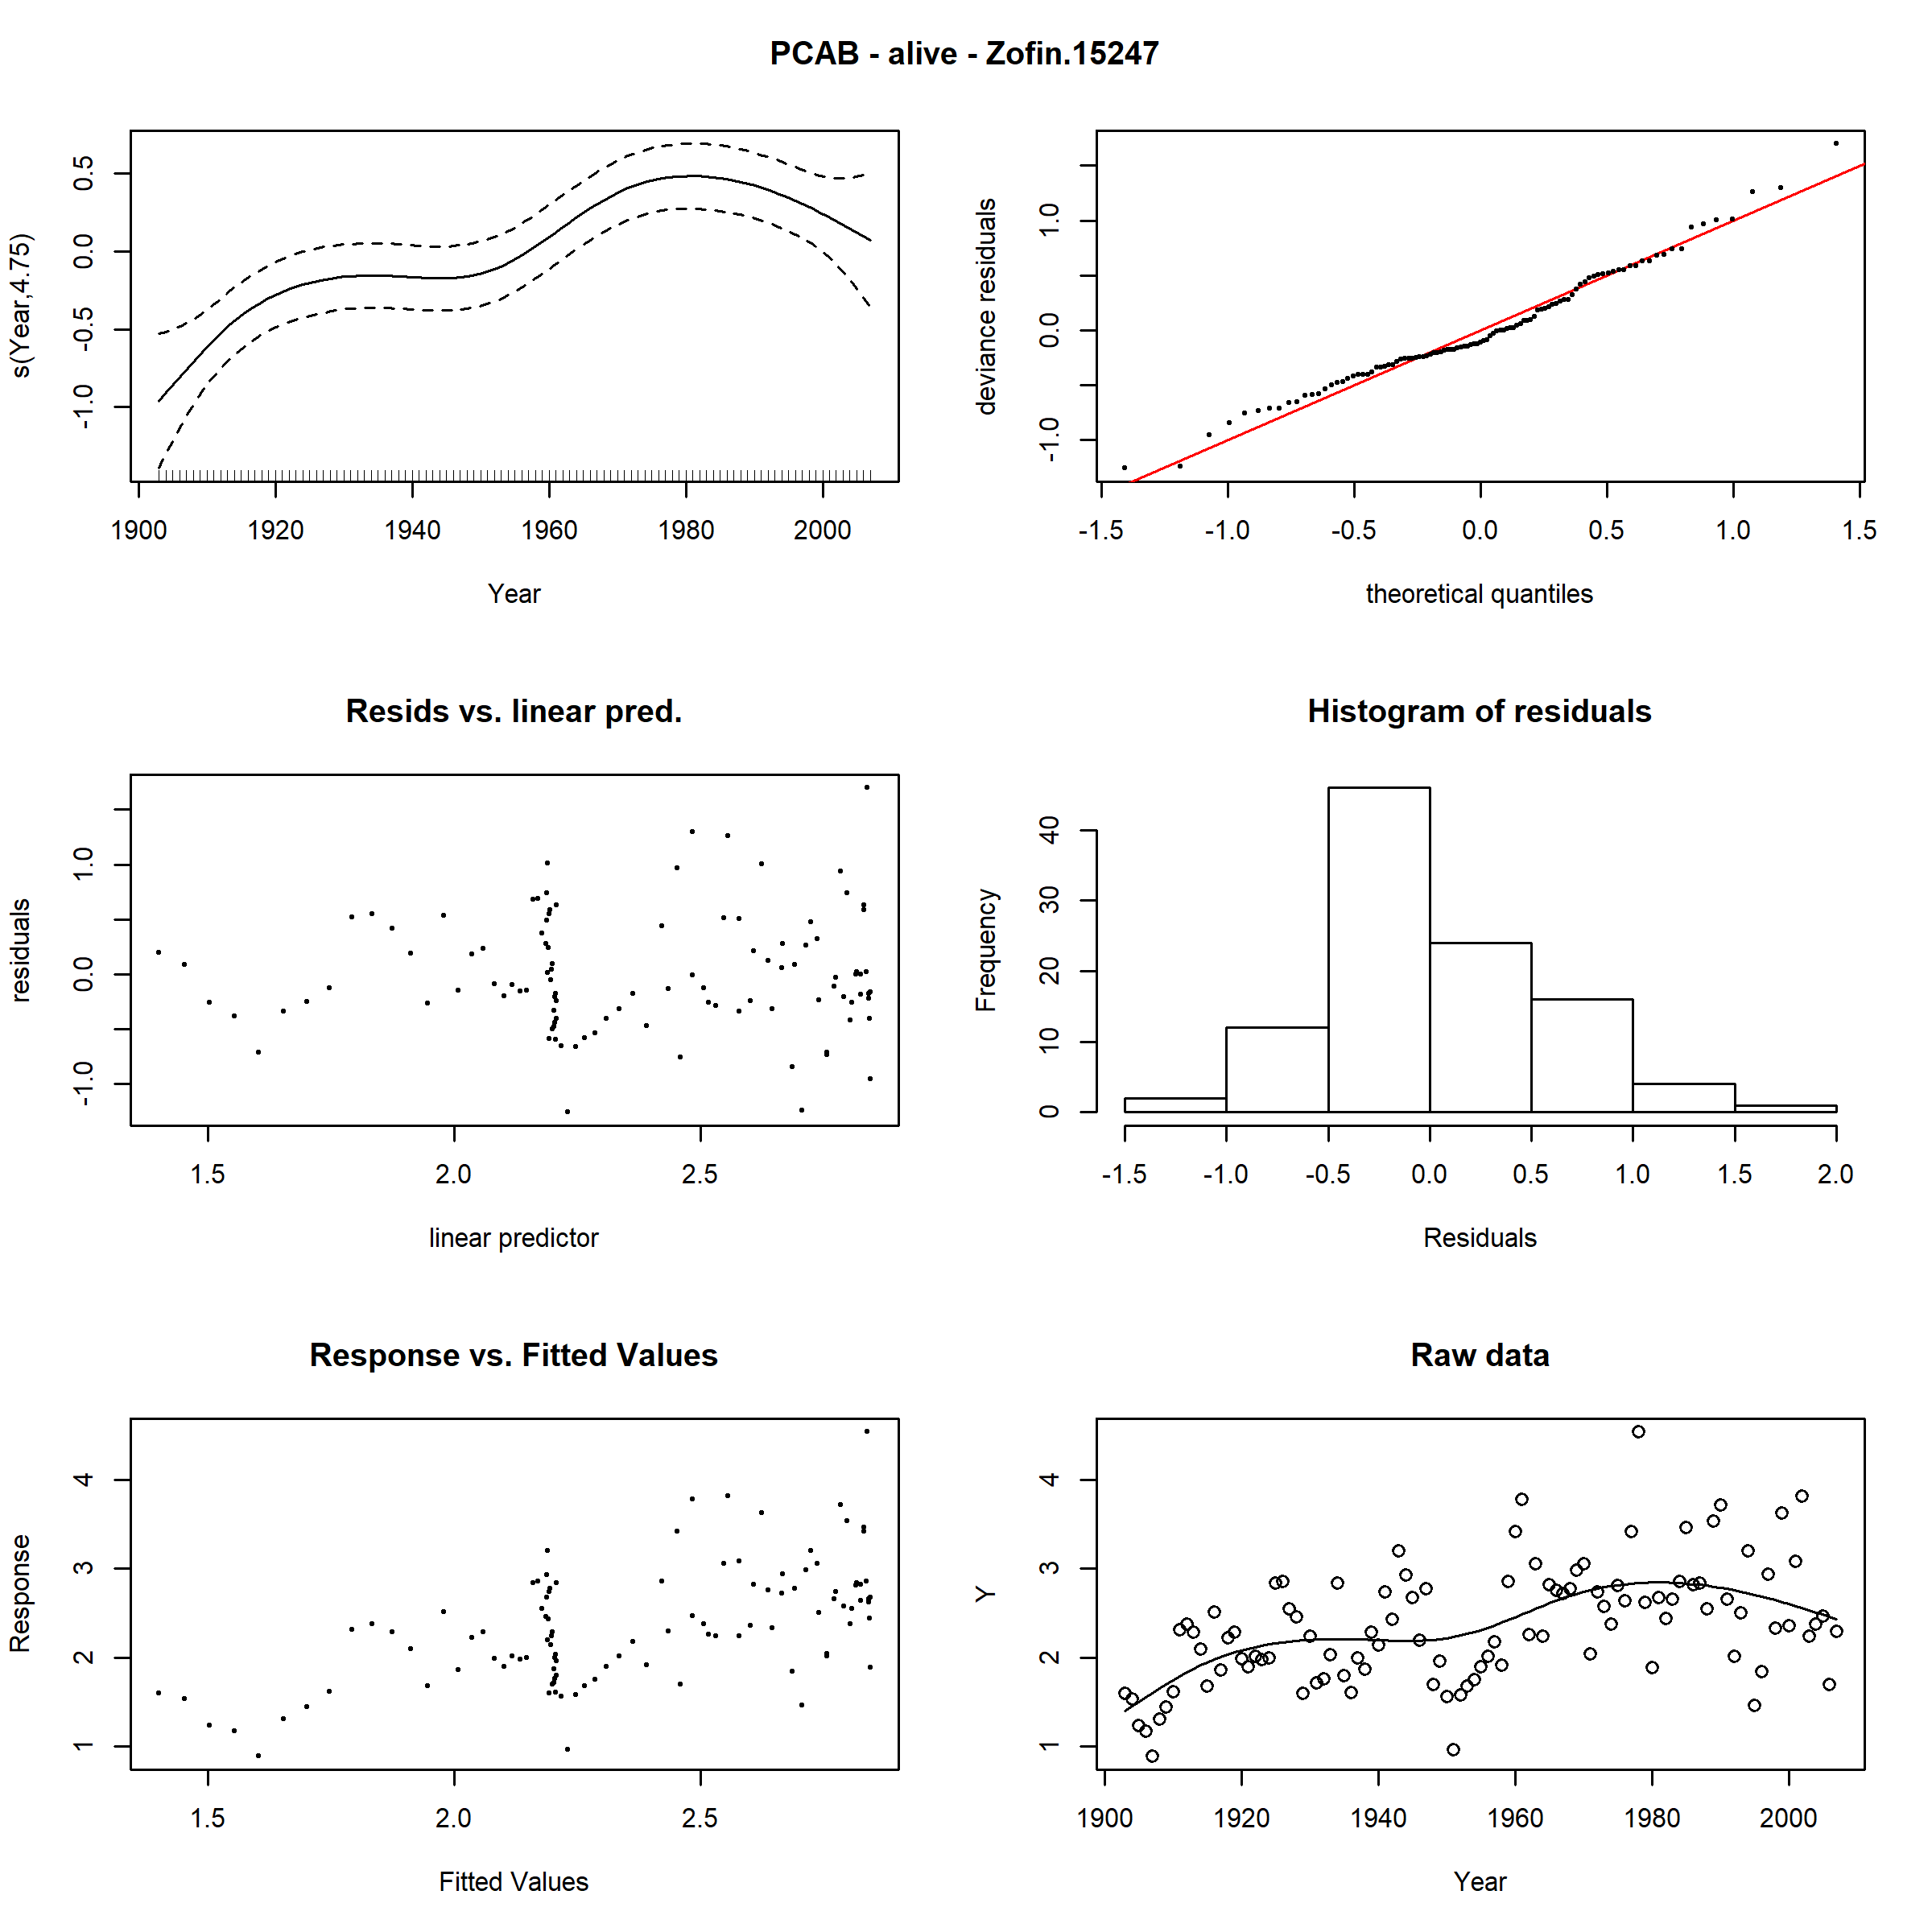 PCAB - alive - Zofin.15247
s(Year,4.75)
0.5
0.0
-0.5
-1.0
1900 1920 1940 1960 1980 2000
Year
deviance residuals
1.0
0.0
-1.0
-1.5 -1.0 -0.5 0.0 0.5 1.0 1.5
theoretical quantiles
Resids vs. linear pred.
residuals
1.0
0.0
-1.0
1.5 2.0 2.5
linear predictor
Histogram of residuals
Frequency
40
30
20
10
0
-1.5 -1.0 -0.5 0.0 0.5 1.0 1.5 2.0
Residuals
Response vs. Fitted Values
Response
4
3
2
1
1.5 2.0 2.5
Fitted Values
Raw data
Y
4
3
2
1
1900 1920 1940 1960 1980 2000
Year